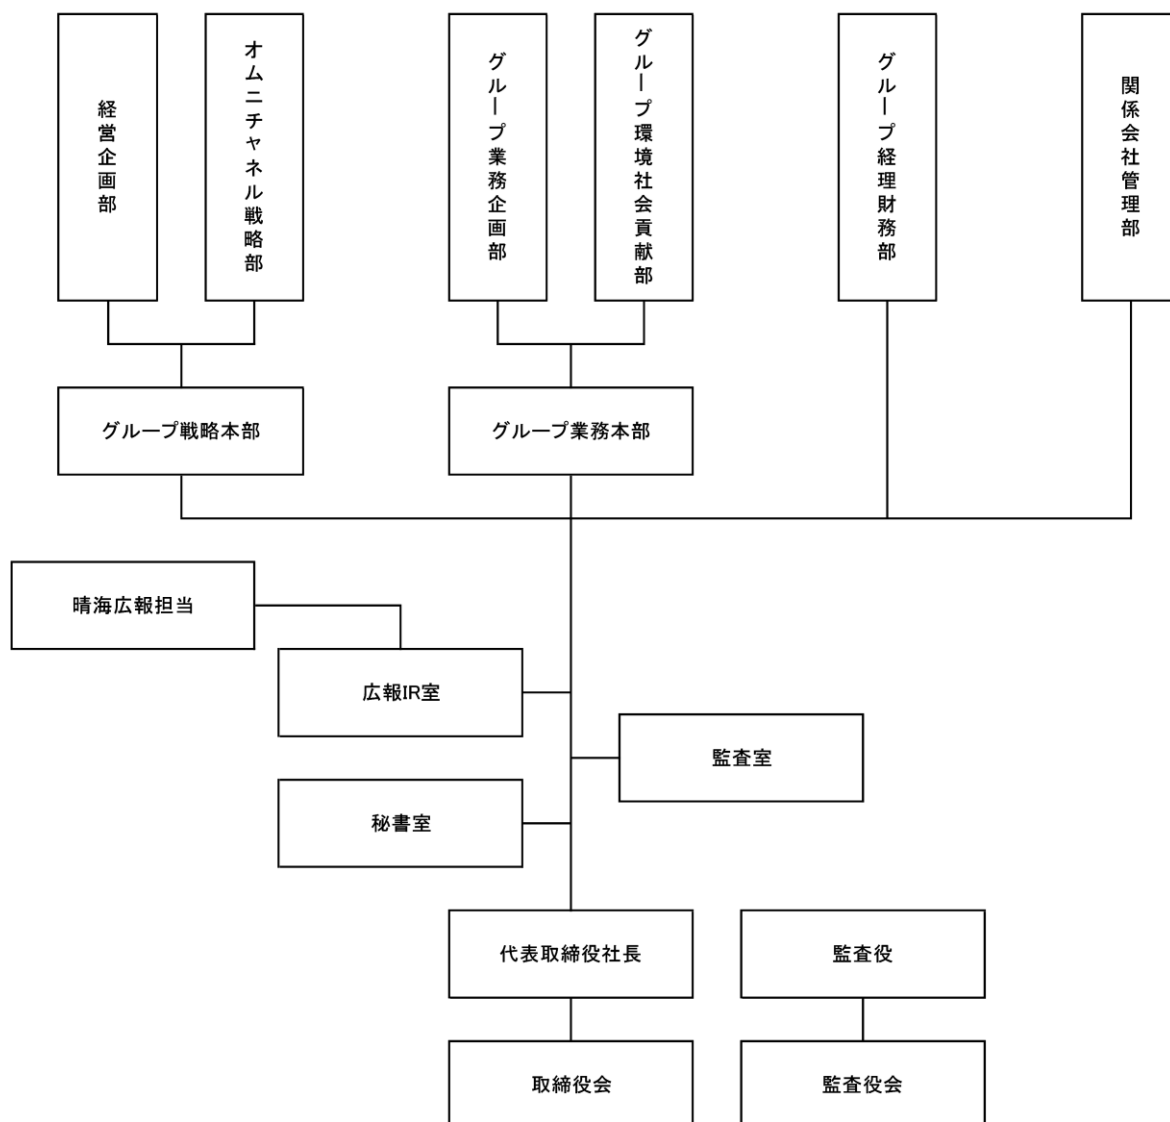 経営企画部
オムニチャネル戦略部
グループ業務企画部
グループ環境社会貢献部
グループ経理財務部
関係会社管理部
グループ戦略本部
グループ業務本部
晴海広報担当
広報IR室
監査室
秘書室
代表取締役社長
監査役
取締役会
監査役会